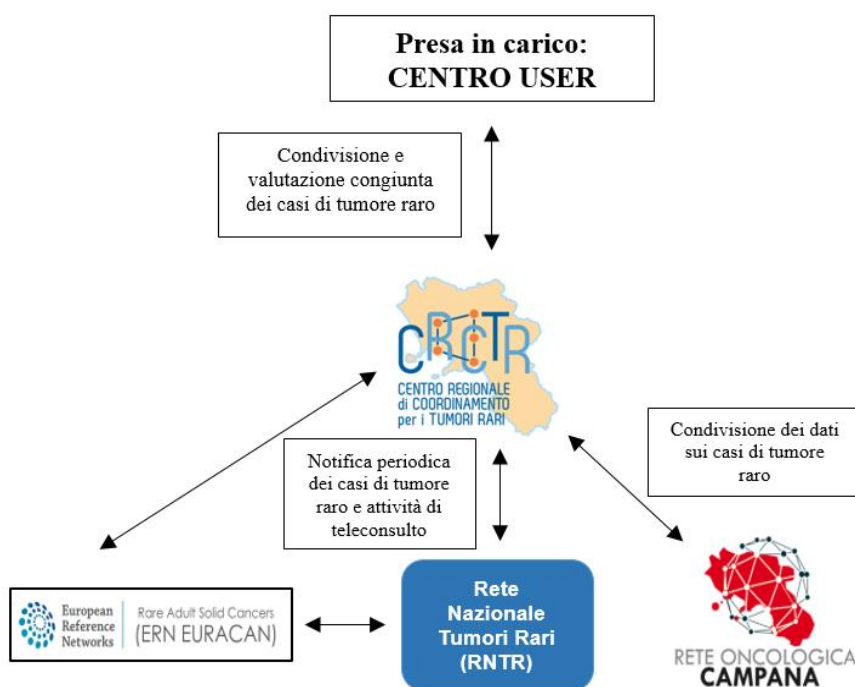 Presa in carico:
CENTRO USER
Condivisione e
valutazione congiunta
dei casi di tumore raro
CRCTR
CENTRO REGIONALE
di COORDINAMENTO
per i TUMORI RARI
Condivisione dei dati
sui casi di tumore
raro
Notifica periodica
dei casi di tumore
raro e attività di
teleconsulto
European
Reference
Networks
Rare Adult Solid Cancers
(ERN EURACAN)
Rete
Nazionale
Tumori Rari
(RNTR)
RETE ONCOLOGICA
CAMPANA